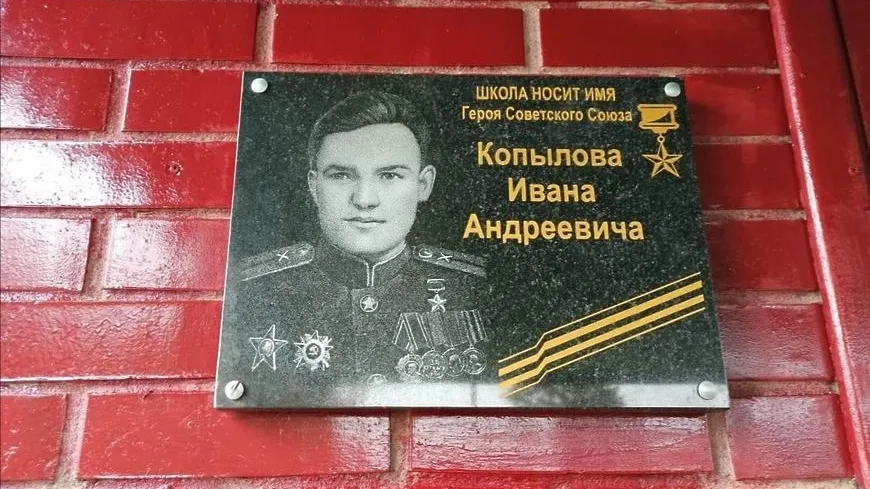 ШКОЛА НОСИТ ИМЯ
Героя Советского Союза
Копылова
Ивана
Андреевича